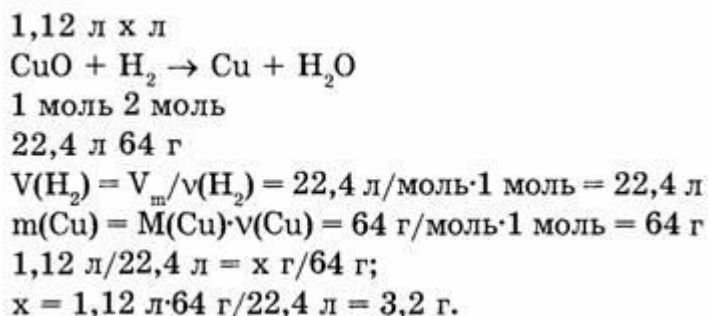 1,12 л x л
CuO + H₂ → Cu + H₂O
1 моль 2 моль
22,4 л 64 г
V(H₂) = Vₘ/ν(H₂) = 22,4 л/моль·1 моль = 22,4 л
m(Cu) = M(Cu)·ν(Cu) = 64 г/моль·1 моль = 64 г
1,12 л/22,4 л = x г/64 г;
x = 1,12 л·64 г/22,4 л = 3,2 г.